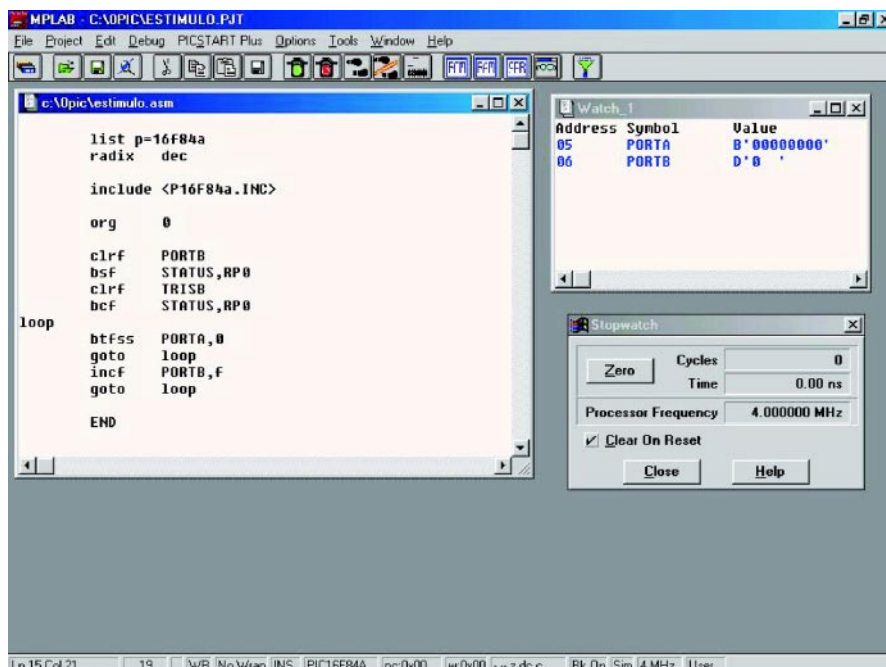 MPLAB - C:\0PIC\ESTIMULO.PJT
File Project Edit Debug PICSTART Plus Options Tools Window Help
c:\0pic\estimulo.asm
list p=16f84a
radix dec
include <P16F84a.INC>
org 0
clrf PORTB
bsf STATUS,RP0
clrf TRISB
bcf STATUS,RP0
loop
btfss PORTA,0
goto loop
incf PORTB,f
goto loop
END
Watch_1
Address Symbol Value
05 PORTA B'00000000'
06 PORTB D'0 '
Stopwatch
Zero
Cycles 0
Time 0.00 ns
Processor Frequency 4.000000 MHz
Clear On Reset
Close Help
Ln 15 Col 21 19 WR No Wrap INS PIC16F84A pc:0x00 w:0x00 Bk On Sim 4 MHz User